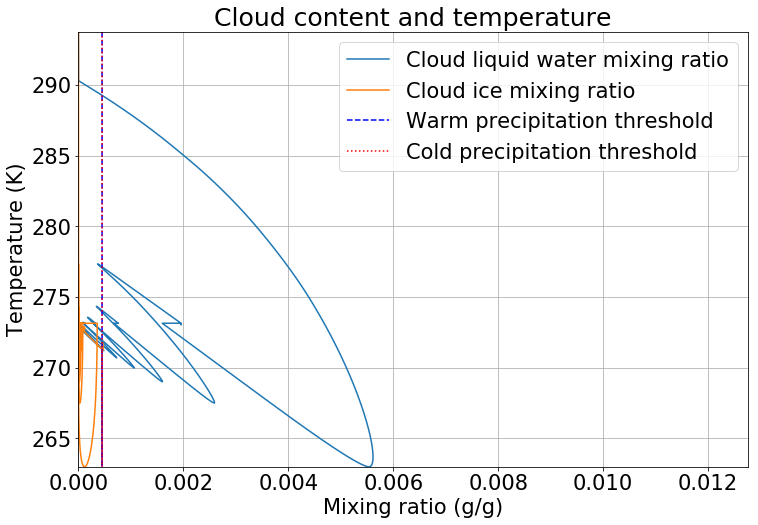 Cloud content and temperature
Cloud liquid water mixing ratio
Cloud ice mixing ratio
Warm precipitation threshold
Cold precipitation threshold
Temperature (K)
290
285
280
275
270
265
0.000 0.002 0.004 0.006 0.008 0.010 0.012
Mixing ratio (g/g)